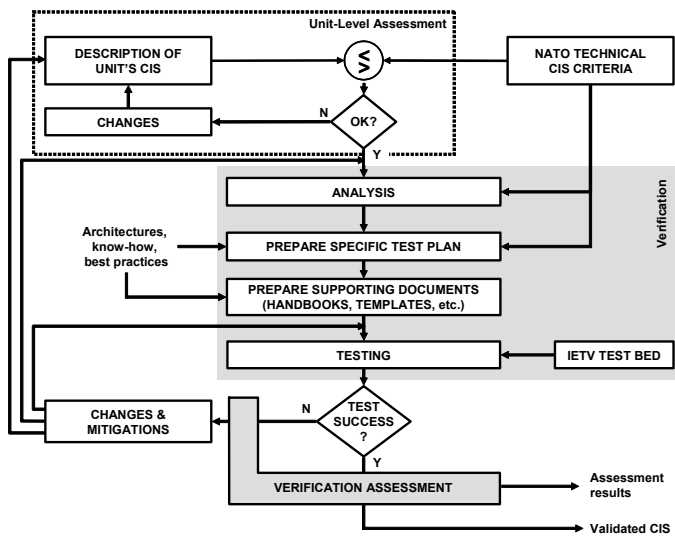 Unit-Level Assessment
DESCRIPTION OF
UNIT'S CIS
≤
≥
NATO TECHNICAL
CIS CRITERIA
CHANGES
N
OK?
Y
ANALYSIS
Verification
Architectures,
know-how,
best practices
PREPARE SPECIFIC TEST PLAN
PREPARE SUPPORTING DOCUMENTS
(HANDBOOKS, TEMPLATES, etc.)
TESTING
IETV TEST BED
CHANGES &
MITIGATIONS
N
TEST
SUCCESS
?
Y
VERIFICATION ASSESSMENT
Assessment
results
Validated CIS